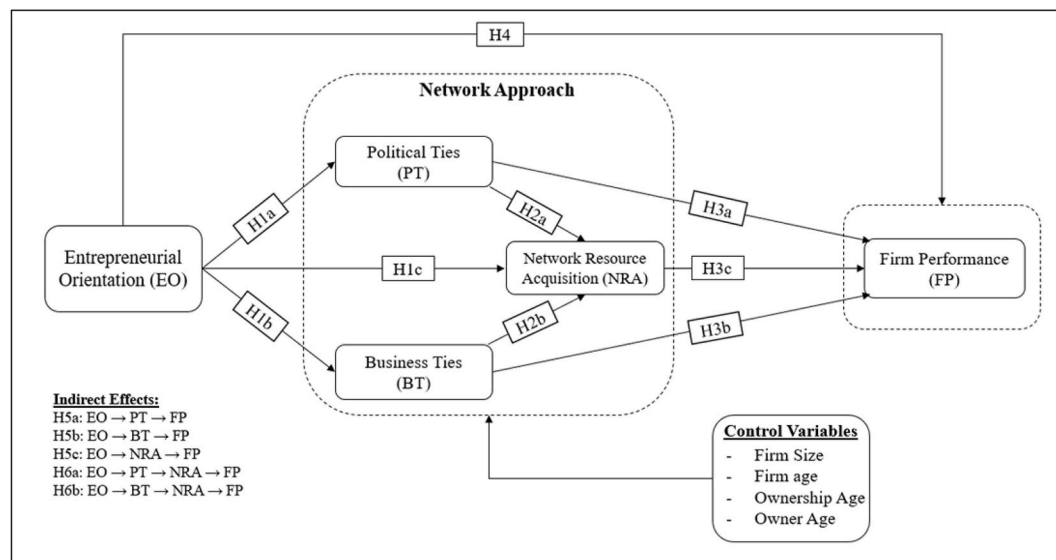 H4
Network Approach
Political Ties
(PT)
H1a
H2a
H3a
Entrepreneurial
Orientation (EO)
H1c
Network Resource
Acquisition (NRA)
H3c
Firm Performance
(FP)
H1b
H2b
H3b
Business Ties
(BT)
Indirect Effects:
H5a: EO → PT → FP
H5b: EO → BT → FP
H5c: EO → NRA → FP
H6a: EO → PT → NRA → FP
H6b: EO → BT → NRA → FP
Control Variables
- Firm Size
- Firm age
- Ownership Age
- Owner Age